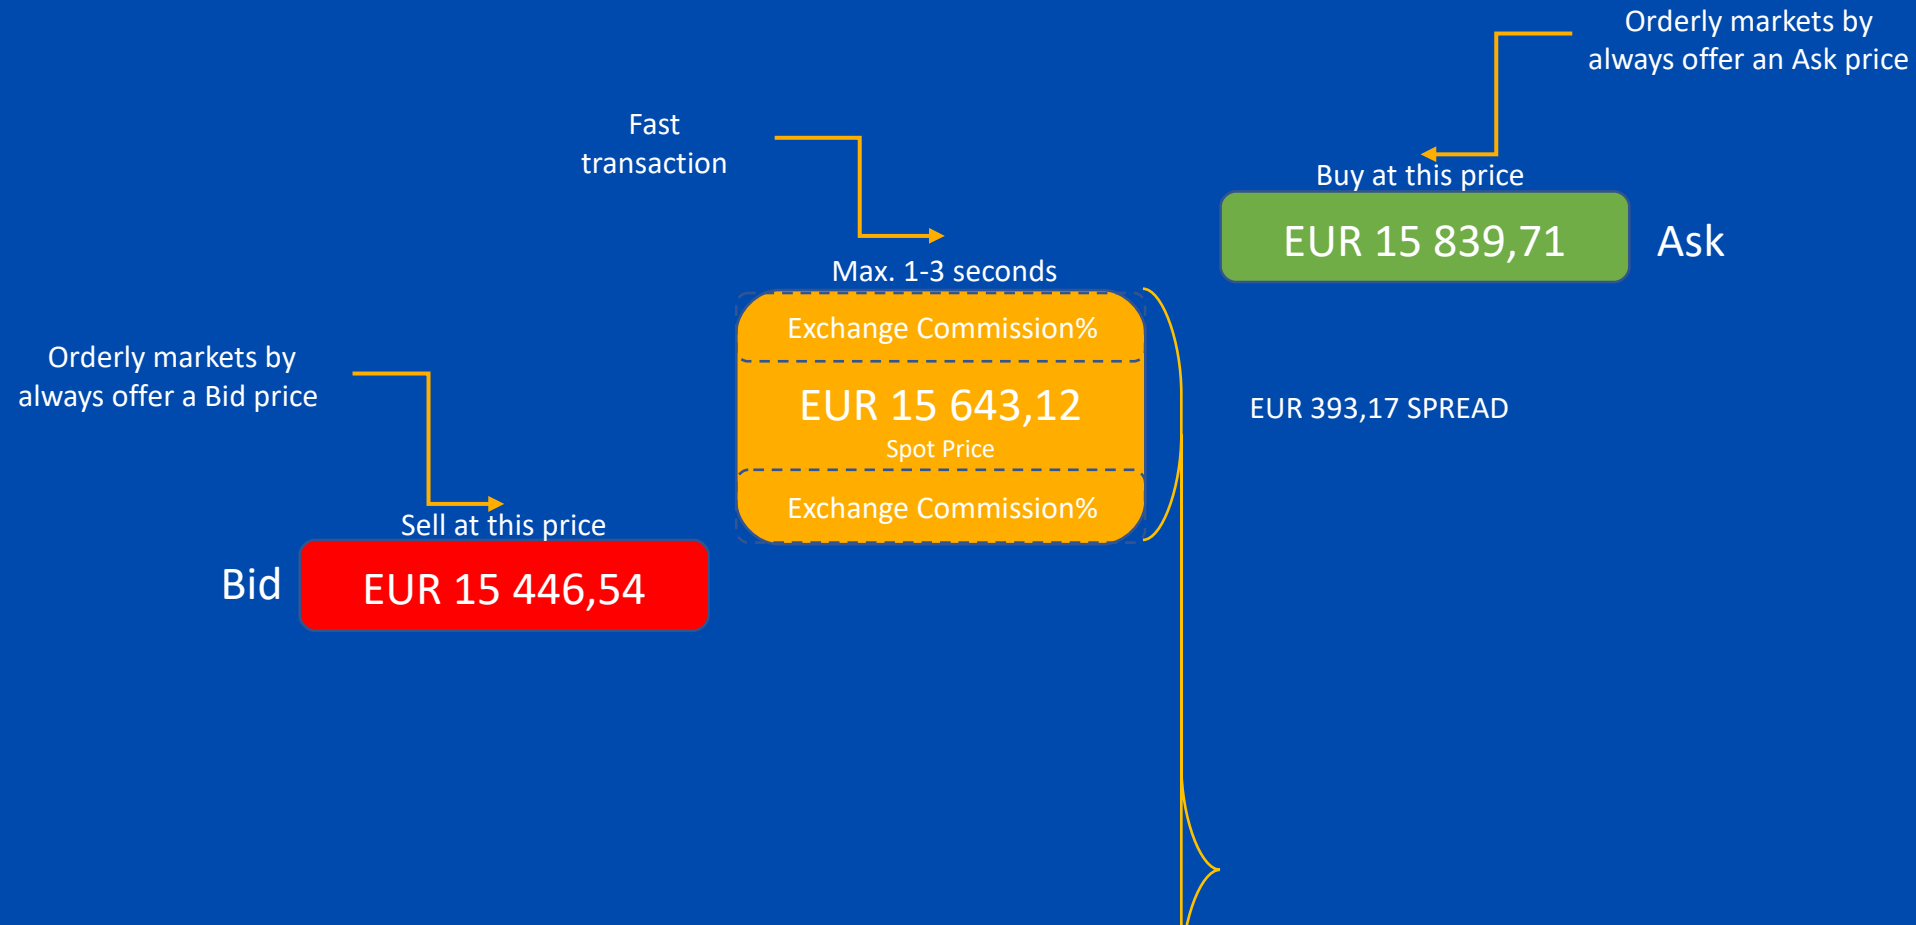 Orderly markets by
always offer an Ask price
Fast
transaction
Buy at this price
EUR 15 839,71
Ask
Max. 1-3 seconds
Exchange Commission%
Orderly markets by
always offer a Bid price
EUR 15 643,12
EUR 393,17 SPREAD
Spot Price
Exchange Commission%
Sell at this price
Bid
EUR 15 446,54